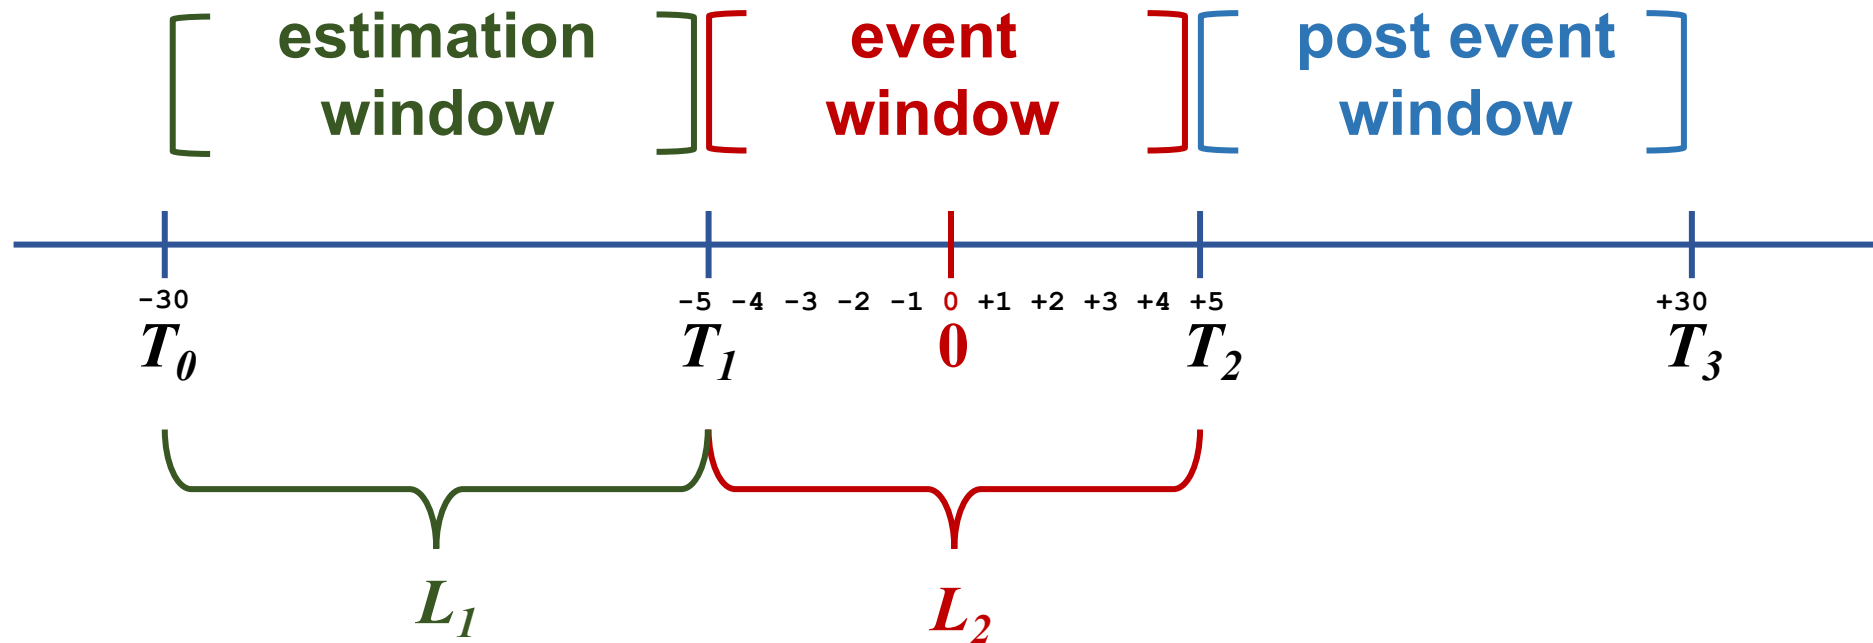 estimation window
event window
post event window
-30 -5 -4 -3 -2 -1 0 +1 +2 +3 +4 +5 +30
T0 T1 0 T2 T3
L1 L2